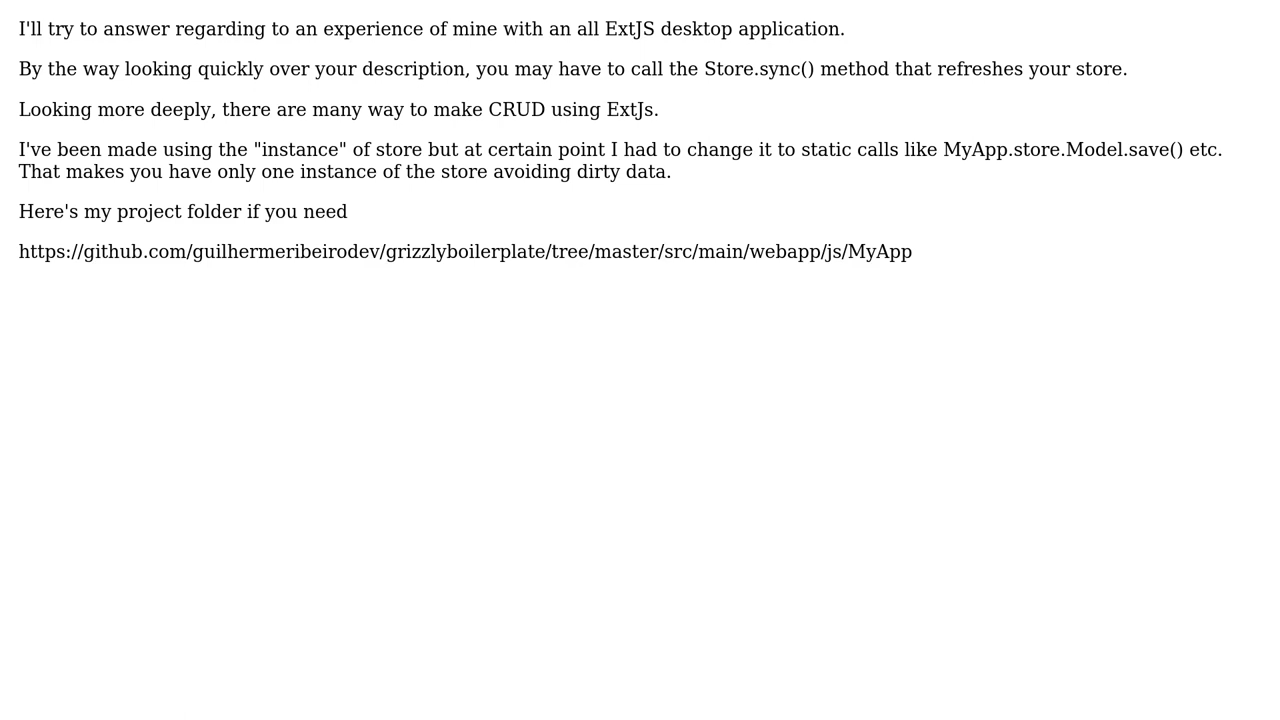 I'll try to answer regarding to an experience of mine with an all ExtJS desktop application.
By the way looking quickly over your description, you may have to call the Store.sync() method that refreshes your store.
Looking more deeply, there are many way to make CRUD using ExtJs.
I've been made using the "instance" of store but at certain point I had to change it to static calls like MyApp.store.Model.save() etc.
That makes you have only one instance of the store avoiding dirty data.
Here's my project folder if you need
https://github.com/guilhermeribeirodev/grizzlyboilerplate/tree/master/src/main/webapp/js/MyApp